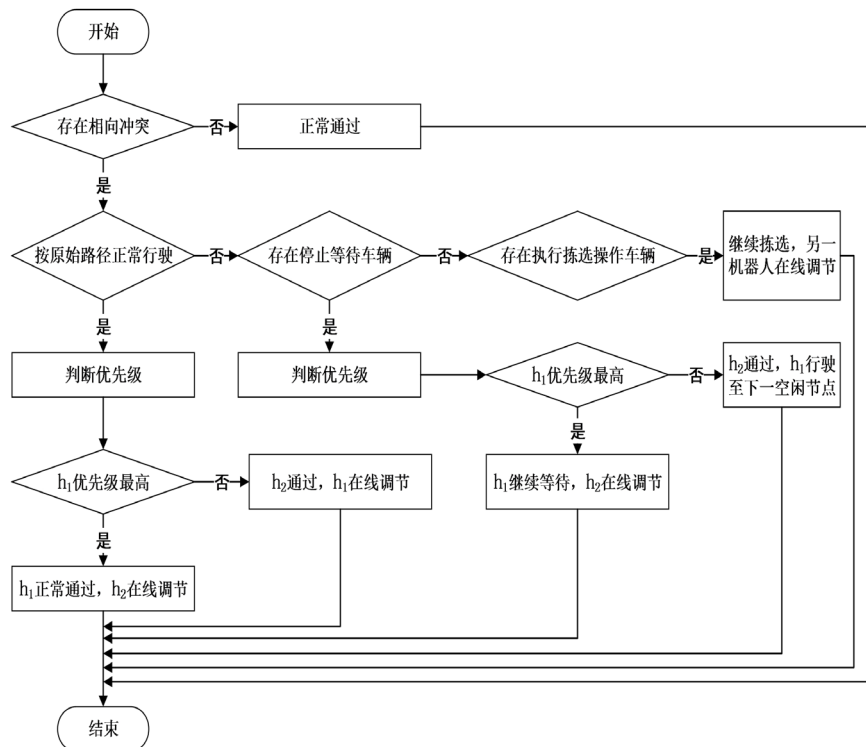 开始
存在相向冲突
否
正常通过
是
按原始路径正常行驶
否
存在停止等待车辆
否
存在执行拣选操作车辆
是
继续拣选，另一
机器人在线调节
是
是
判断优先级
判断优先级
h₁优先级最高
否
h₂通过，h₁行驶
至下一空闲节点
是
h₁优先级最高
否
h₂通过，h₁在线调节
h₁继续等待，h₂在线调节
是
h₁正常通过，h₂在线调节
结束